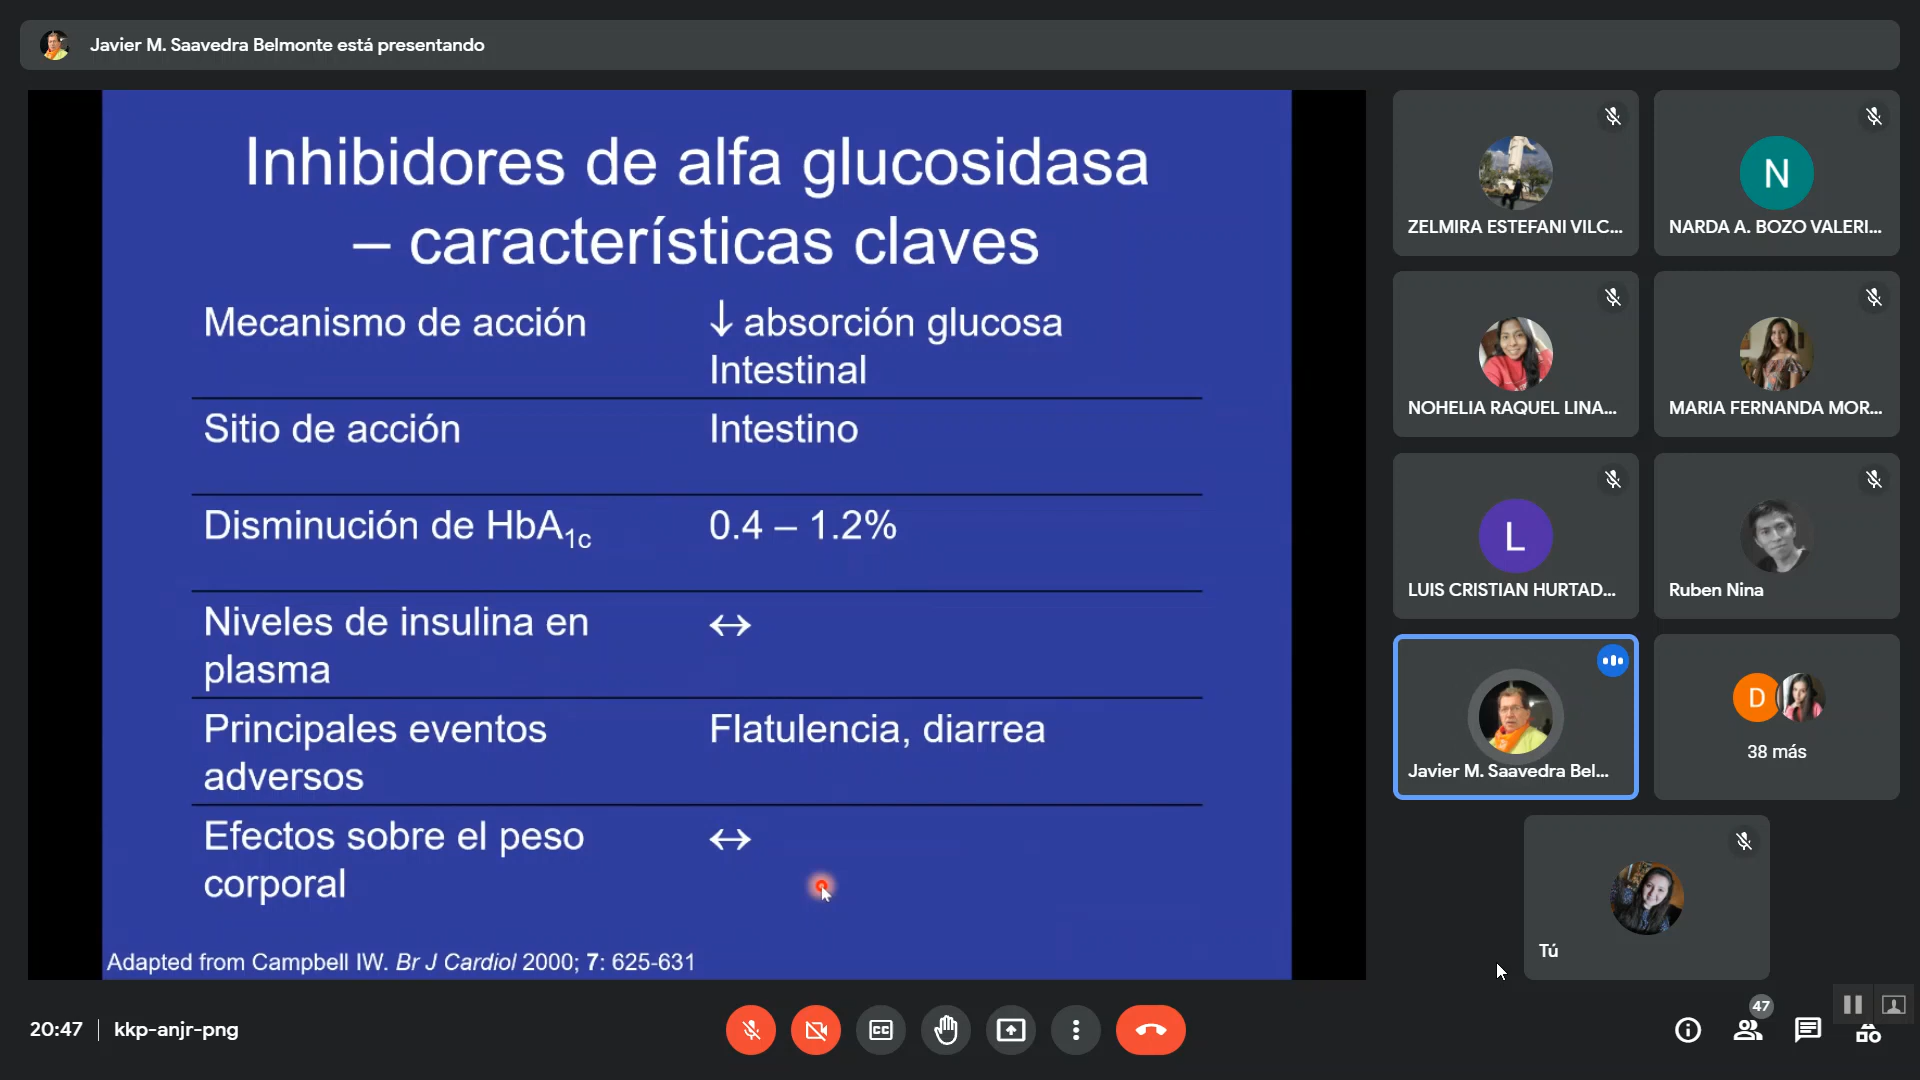 Javier M. Saavedra Belmonte está presentando
Inhibidores de alfa glucosidasa
– características claves
Mecanismo de acción
↓ absorción glucosa
Intestinal
Sitio de acción
Intestino
Disminución de HbA1c
0.4 – 1.2%
Niveles de insulina en
plasma
↔
Principales eventos
adversos
Flatulencia, diarrea
Efectos sobre el peso
corporal
↔
Adapted from Campbell IW. Br J Cardiol 2000; 7: 625-631
ZELMIRA ESTEFANI VILC...
N
NARDA A. BOZO VALERI...
NOHELIA RAQUEL LINA...
MARIA FERNANDA MOR...
L
LUIS CRISTIAN HURTAD...
Ruben Nina
Javier M. Saavedra Bel...
D
38 más
Tú
20:47
kkp-anjr-png
CC
47